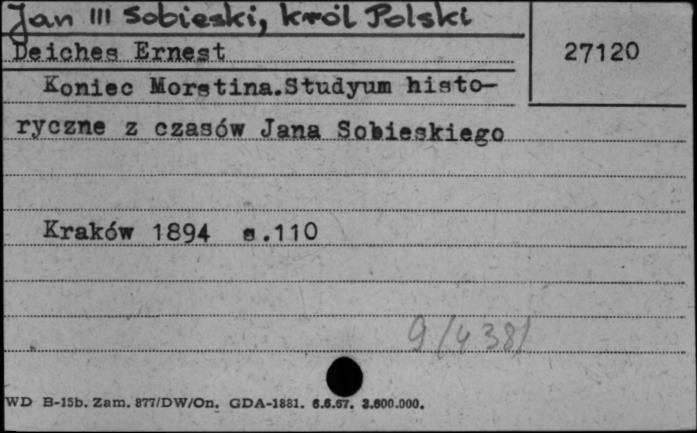 Jan III Sobieski, król Polski
Deiches Ernest
27120
Koniec Morstina.Studyum histo-
ryczne z czasów Jana Sobieskiego
Kraków 1894 s.110
9/438/
WD B-15b. Zam. 877/DW/On. GDA-1881. 6.6.67. 3.600.000.